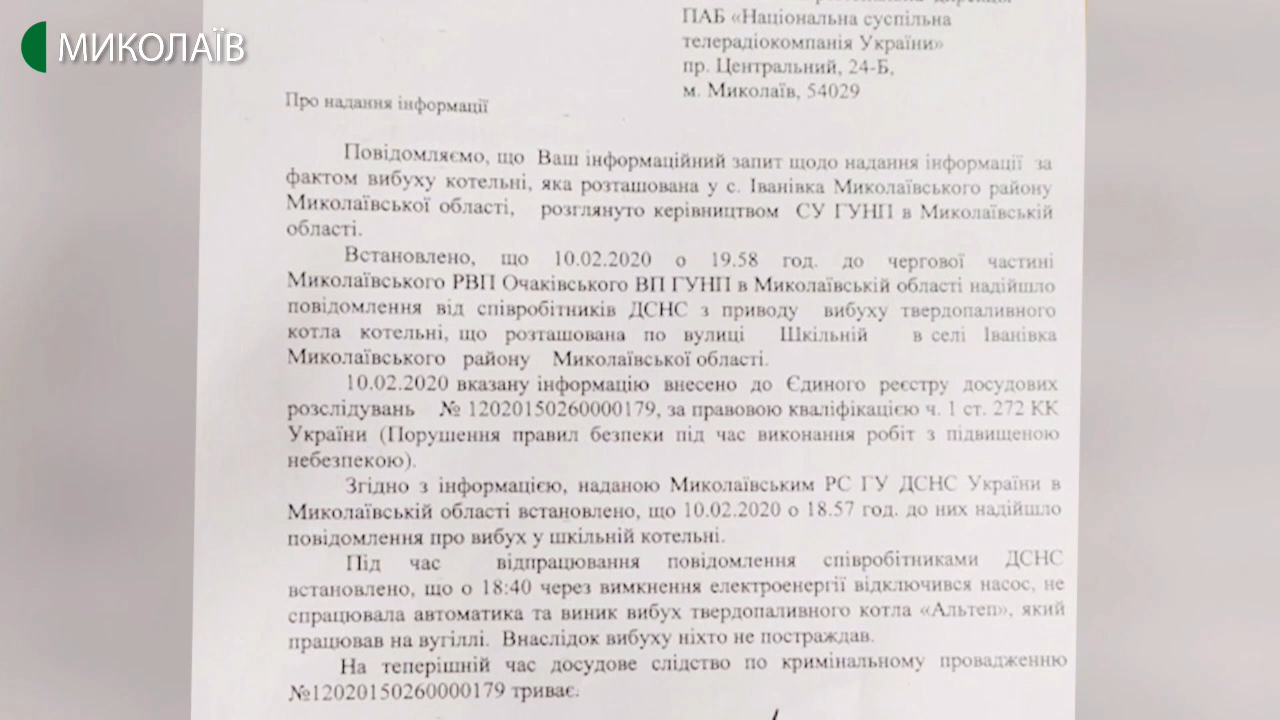 МИКОЛАЇВ
ПАБ «Національна суспільна
телерадіокомпанія України»
пр. Центральний, 24-Б,
м. Миколаїв, 54029
Про надання інформації
Повідомляємо, що Ваш інформаційний запит щодо надання інформації за
фактом вибуху котельні, яка розташована у с. Іванівка Миколаївського району
Миколаївської області, розглянуто керівництвом СУ ГУНП в Миколаївській
області.
Встановлено, що 10.02.2020 о 19.58 год. до чергової частині
Миколаївського РВП Очаківського ВП ГУНП в Миколаївській області надійшло
повідомлення від співробітників ДСНС з приводу вибуху твердопаливного
котла котельні, що розташована по вулиці Шкільній в селі Іванівка
Миколаївського району Миколаївської області.
10.02.2020 вказану інформацію внесено до Єдиного реєстру досудових
розслідувань № 12020150260000179, за правовою кваліфікацією ч. 1 ст. 272 КК
України (Порушення правил безпеки під час виконання робіт з підвищеною
небезпекою).
Згідно з інформацією, наданою Миколаївським РС ГУ ДСНС України в
Миколаївській області встановлено, що 10.02.2020 о 18.57 год. до них надійшло
повідомлення про вибух у шкільній котельні.
Під час відпрацювання повідомлення співробітниками ДСНС
встановлено, що о 18:40 через вимкнення електроенергії відключився насос, не
спрацювала автоматика та виник вибух твердопаливного котла «Альтеп», який
працював на вугіллі. Внаслідок вибуху ніхто не постраждав.
На теперішній час досудове слідство по кримінальному провадженню
№12020150260000179 триває.